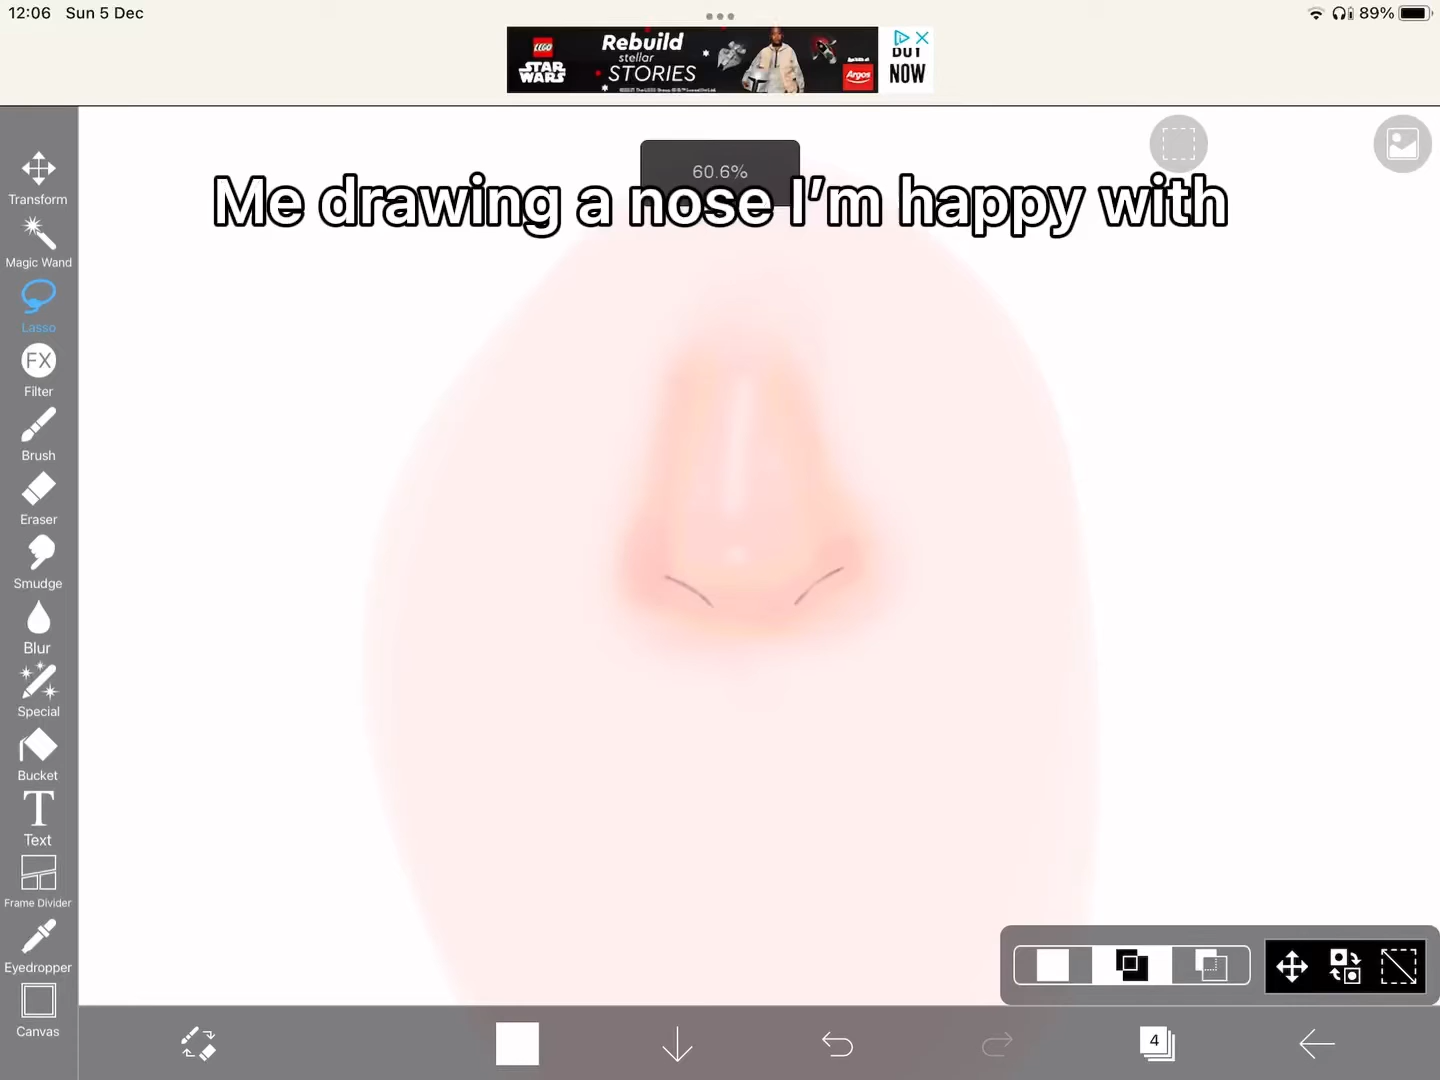 12:06 Sun 5 Dec
89%
LEGO
STAR WARS
Rebuild
stellar
STORIES
Argos
BUY
NOW
60.6%
Me drawing a nose I'm happy with
Transform
Magic Wand
Lasso
FX
Filter
Brush
Eraser
Smudge
Blur
Special
Bucket
T
Text
Frame Divider
Eyedropper
Canvas
4